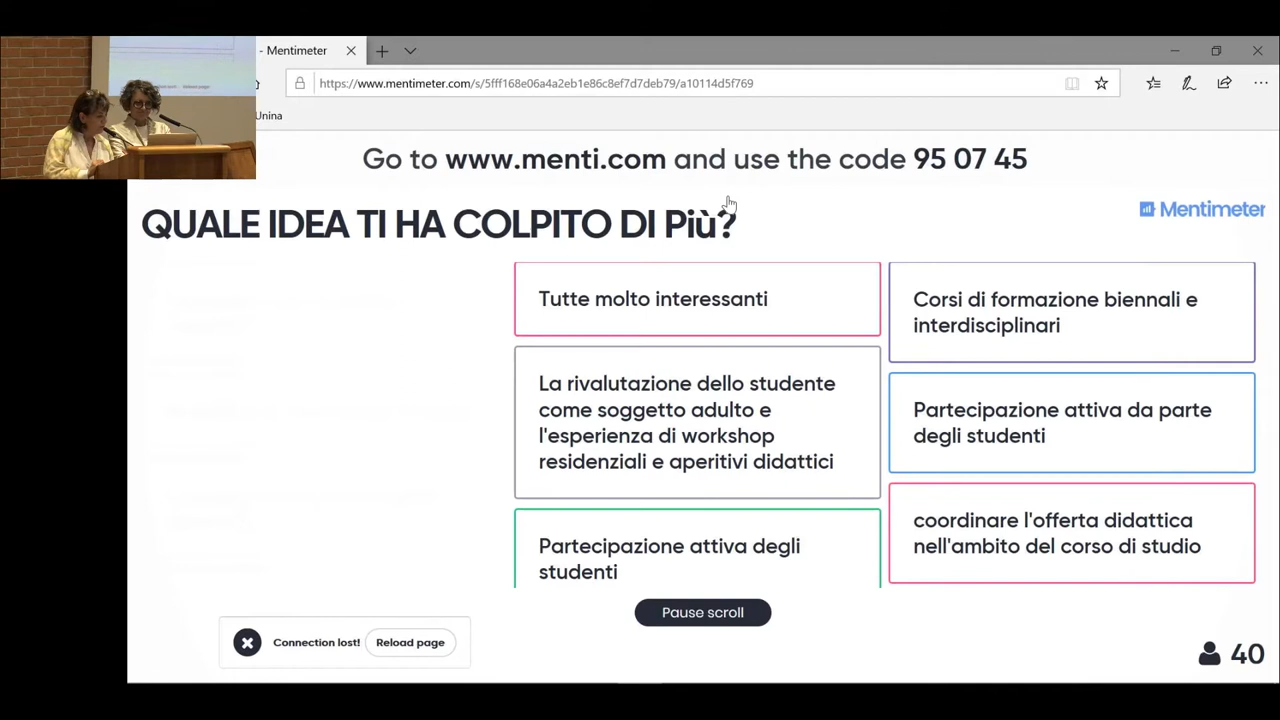 - Mentimeter
https://www.mentimeter.com/s/5fff168e06a4a2eb1e86c8ef7d7deb79/a10114d5f769
Unina
Go to www.menti.com and use the code 95 07 45
Mentimeter
QUALE IDEA TI HA COLPITO DI Più?
Tutte molto interessanti
La rivalutazione dello studente
come soggetto adulto e
l'esperienza di workshop
residenziali e aperitivi didattici
Partecipazione attiva degli
studenti
Corsi di formazione biennali e
interdisciplinari
Partecipazione attiva da parte
degli studenti
coordinare l'offerta didattica
nell'ambito del corso di studio
Pause scroll
Connection lost! Reload page
40